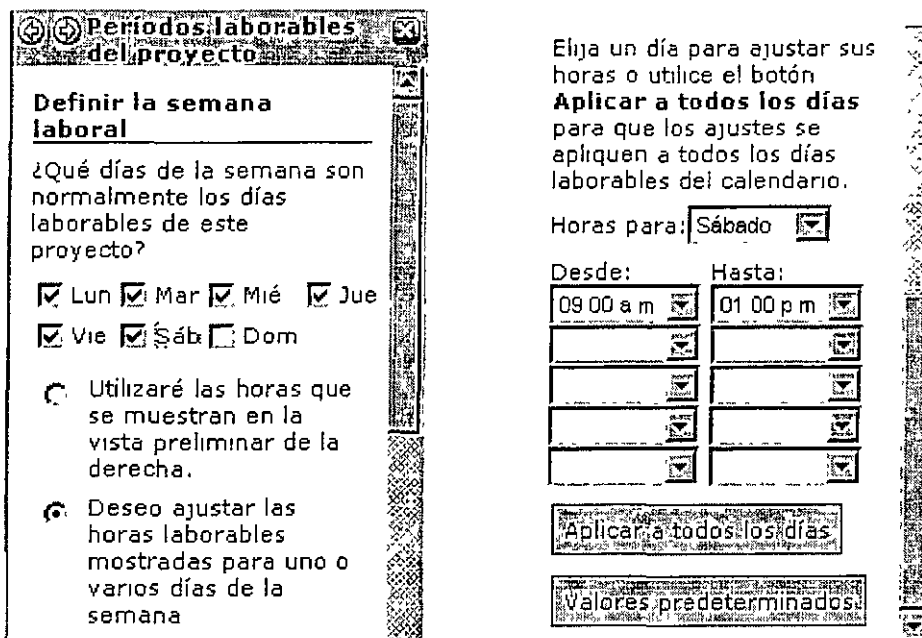 Períodos laborables
del proyecto
Definir la semana
laboral
¿Qué días de la semana son
normalmente los días
laborables de este
proyecto?
Lun Mar Mié Jue
Vie Sáb Dom
Utilizaré las horas que
se muestran en la
vista preliminar de la
derecha.
Deseo ajustar las
horas laborables
mostradas para uno o
varios días de la
semana
Elija un día para ajustar sus
horas o utilice el botón
Aplicar a todos los días
para que los ajustes se
apliquen a todos los días
laborables del calendario.
Horas para: Sábado
Desde: Hasta:
09 00 a m 01 00 p m
Aplicar a todos los días
Valores predeterminados